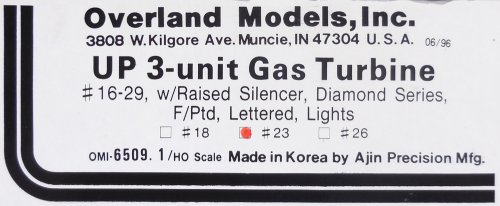 Overland Models, Inc.
3808 W. Kilgore Ave. Muncie, IN 47304 U.S.A. 06/96
UP 3-unit Gas Turbine
#16-29, w/Raised Silencer, Diamond Series,
F/Ptd, Lettered, Lights
#18 #23 #26
OMI-6509.1/HO Scale Made in Korea by Ajin Precision Mfg.